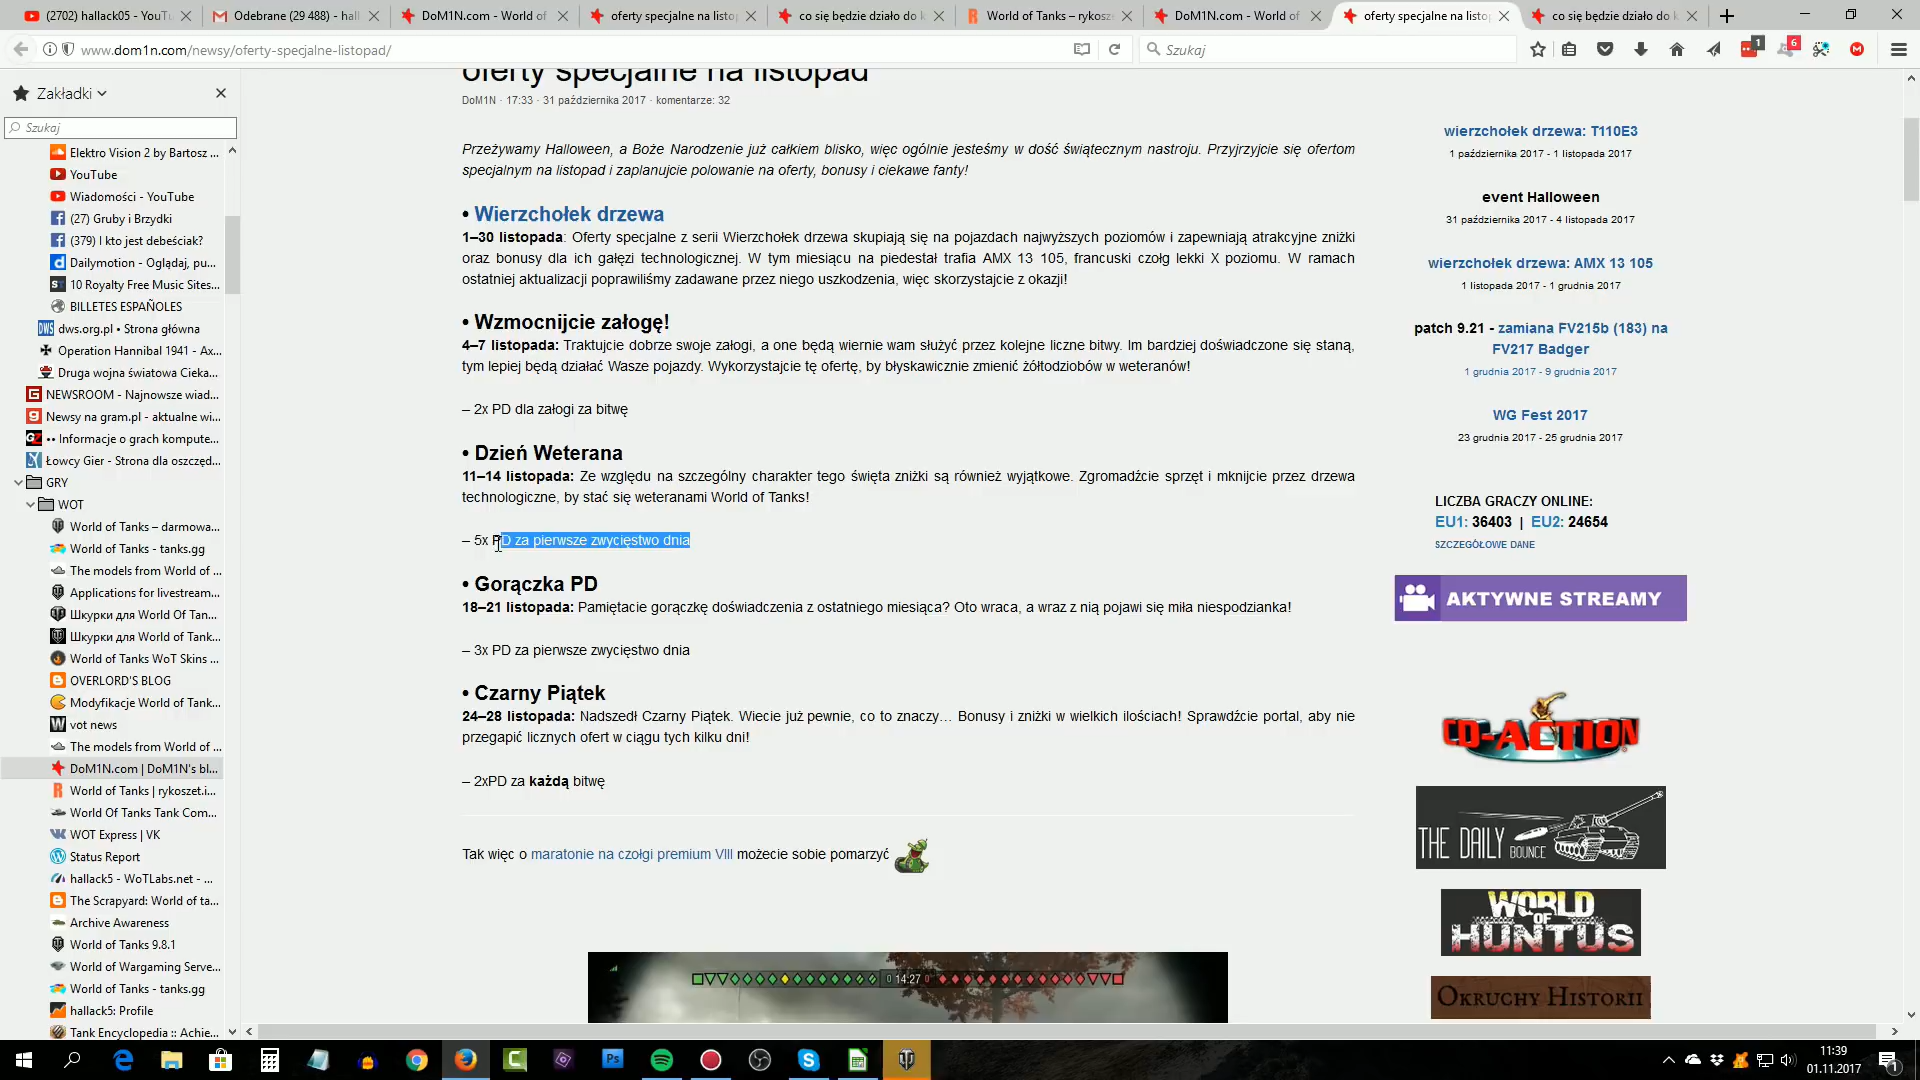 (2702) hallack05 - YouTu
Odebrane (29 488) - hall
DoM1N.com - World of
oferty specjalne na listop
co się będzie działo do k
World of Tanks – rykosz
DoM1N.com - World of
oferty specjalne na listop
co się będzie działo do k
www.dom1n.com/newsy/oferty-specjalne-listopad/
Szukaj
1
6
Zakładki
Szukaj
Elektro Vision 2 by Bartosz ...
YouTube
Wiadomości - YouTube
(27) Gruby i Brzydki
(379) I kto jest debeściak?
Dailymotion - Oglądaj, pu...
10 Royalty Free Music Sites...
BILLETES ESPAÑOLES
dws.org.pl • Strona główna
Operation Hannibal 1941 - Ax...
Druga wojna światowa Cieka...
NEWSROOM - Najnowsze wiad...
Newsy na gram.pl - aktualne wi...
•• Informacje o grach kompute...
Łowcy Gier - Strona dla oszczęd...
GRY
WOT
World of Tanks – darmowa...
World of Tanks - tanks.gg
The models from World of ...
Applications for livestream...
Шкурки для World Of Tan...
Шкурки для World of Tank...
World of Tanks WoT Skins ...
OVERLORD'S BLOG
Modyfikacje World of Tank...
vot news
The models from World of ...
DoM1N.com | DoM1N's bl...
World of Tanks | rykoszet.i...
World Of Tanks Tank Com...
WOT Express | VK
Status Report
hallack5 - WoTLabs.net - ...
The Scrapyard: World of ta...
Archive Awareness
World of Tanks 9.8.1
World of Wargaming Serve...
World of Tanks - tanks.gg
hallack5: Profile
Tank Encyclopedia :: Achie...
oferty specjalne na listopad
DoM1N · 17:33 · 31 października 2017 · komentarze: 32
Przeżywamy Halloween, a Boże Narodzenie już całkiem blisko, więc ogólnie jesteśmy w dość świątecznym nastroju. Przyjrzyjcie się ofertom
specjalnym na listopad i zaplanujcie polowanie na oferty, bonusy i ciekawe fanty!
• Wierzchołek drzewa
1–30 listopada: Oferty specjalne z serii Wierzchołek drzewa skupiają się na pojazdach najwyższych poziomów i zapewniają atrakcyjne zniżki
oraz bonusy dla ich gałęzi technologicznej. W tym miesiącu na piedestał trafia AMX 13 105, francuski czołg lekki X poziomu. W ramach
ostatniej aktualizacji poprawiliśmy zadawane przez niego uszkodzenia, więc skorzystajcie z okazji!
• Wzmocnijcie załogę!
4–7 listopada: Traktujcie dobrze swoje załogi, a one będą wiernie wam służyć przez kolejne liczne bitwy. Im bardziej doświadczone się staną,
tym lepiej będą działać Wasze pojazdy. Wykorzystajcie tę ofertę, by błyskawicznie zmienić żółtodziobów w weteranów!
– 2x PD dla załogi za bitwę
• Dzień Weterana
11–14 listopada: Ze względu na szczególny charakter tego święta zniżki są również wyjątkowe. Zgromadźcie sprzęt i mknijcie przez drzewa
technologiczne, by stać się weteranami World of Tanks!
– 5x PD za pierwsze zwycięstwo dnia
• Gorączka PD
18–21 listopada: Pamiętacie gorączkę doświadczenia z ostatniego miesiąca? Oto wraca, a wraz z nią pojawi się miła niespodzianka!
– 3x PD za pierwsze zwycięstwo dnia
• Czarny Piątek
24–28 listopada: Nadszedł Czarny Piątek. Wiecie już pewnie, co to znaczy… Bonusy i zniżki w wielkich ilościach! Sprawdźcie portal, aby nie
przegapić licznych ofert w ciągu tych kilku dni!
– 2xPD za każdą bitwę
Tak więc o maratonie na czołgi premium VIII możecie sobie pomarzyć
0 14:27 0
wierzchołek drzewa: T110E3
1 października 2017 - 1 listopada 2017
event Halloween
31 października 2017 - 4 listopada 2017
wierzchołek drzewa: AMX 13 105
1 listopada 2017 - 1 grudnia 2017
patch 9.21 - zamiana FV215b (183) na
FV217 Badger
1 grudnia 2017 - 9 grudnia 2017
WG Fest 2017
23 grudnia 2017 - 25 grudnia 2017
LICZBA GRACZY ONLINE:
EU1: 36403 | EU2: 24654
SZCZEGÓŁOWE DANE
AKTYWNE STREAMY
CD-ACTION
THE DAILY BOUNCE
WORLD
OF
HUNTUS
OKRUCHY HISTORII
11:39
01.11.2017
1